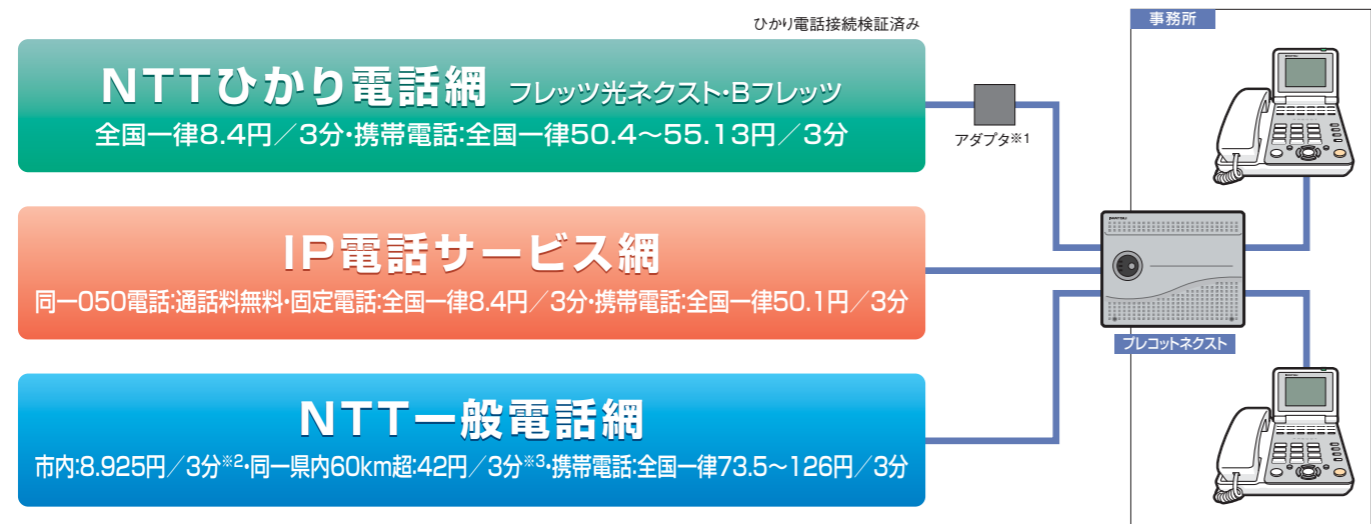 ひかり電話接続検証済み
事務所
NTTひかり電話網 フレッツ光ネクスト・Bフレッツ
全国一律8.4円／3分・携帯電話:全国一律50.4〜55.13円／3分
アダプタ※1
IP電話サービス網
同一050電話:通話料無料・固定電話:全国一律8.4円／3分・携帯電話:全国一律50.1円／3分
プレコットネクスト
NTT一般電話網
市内:8.925円／3分※2・同一県内60km超:42円／3分※3・携帯電話:全国一律73.5〜126円／3分